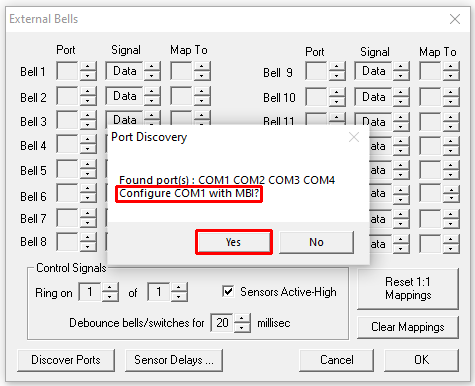 External Bells
Port Signal Map To Port Signal Map To
Bell 1 Data Bell 9 Data
Bell 2 Data Bell 10 Data
Bell 3 Data Bell 11
Bell 4
Bell 5
Bell 6
Bell 7
Bell 8
Data
Port Discovery
Found port(s) : COM1 COM2 COM3 COM4
Configure COM1 with MBI?
Yes No
Control Signals
Ring on 1 of 1 Sensors Active-High
Debounce bells/switches for 20 millisec
Reset 1:1
Mappings
Clear Mappings
Discover Ports Sensor Delays ... Cancel OK